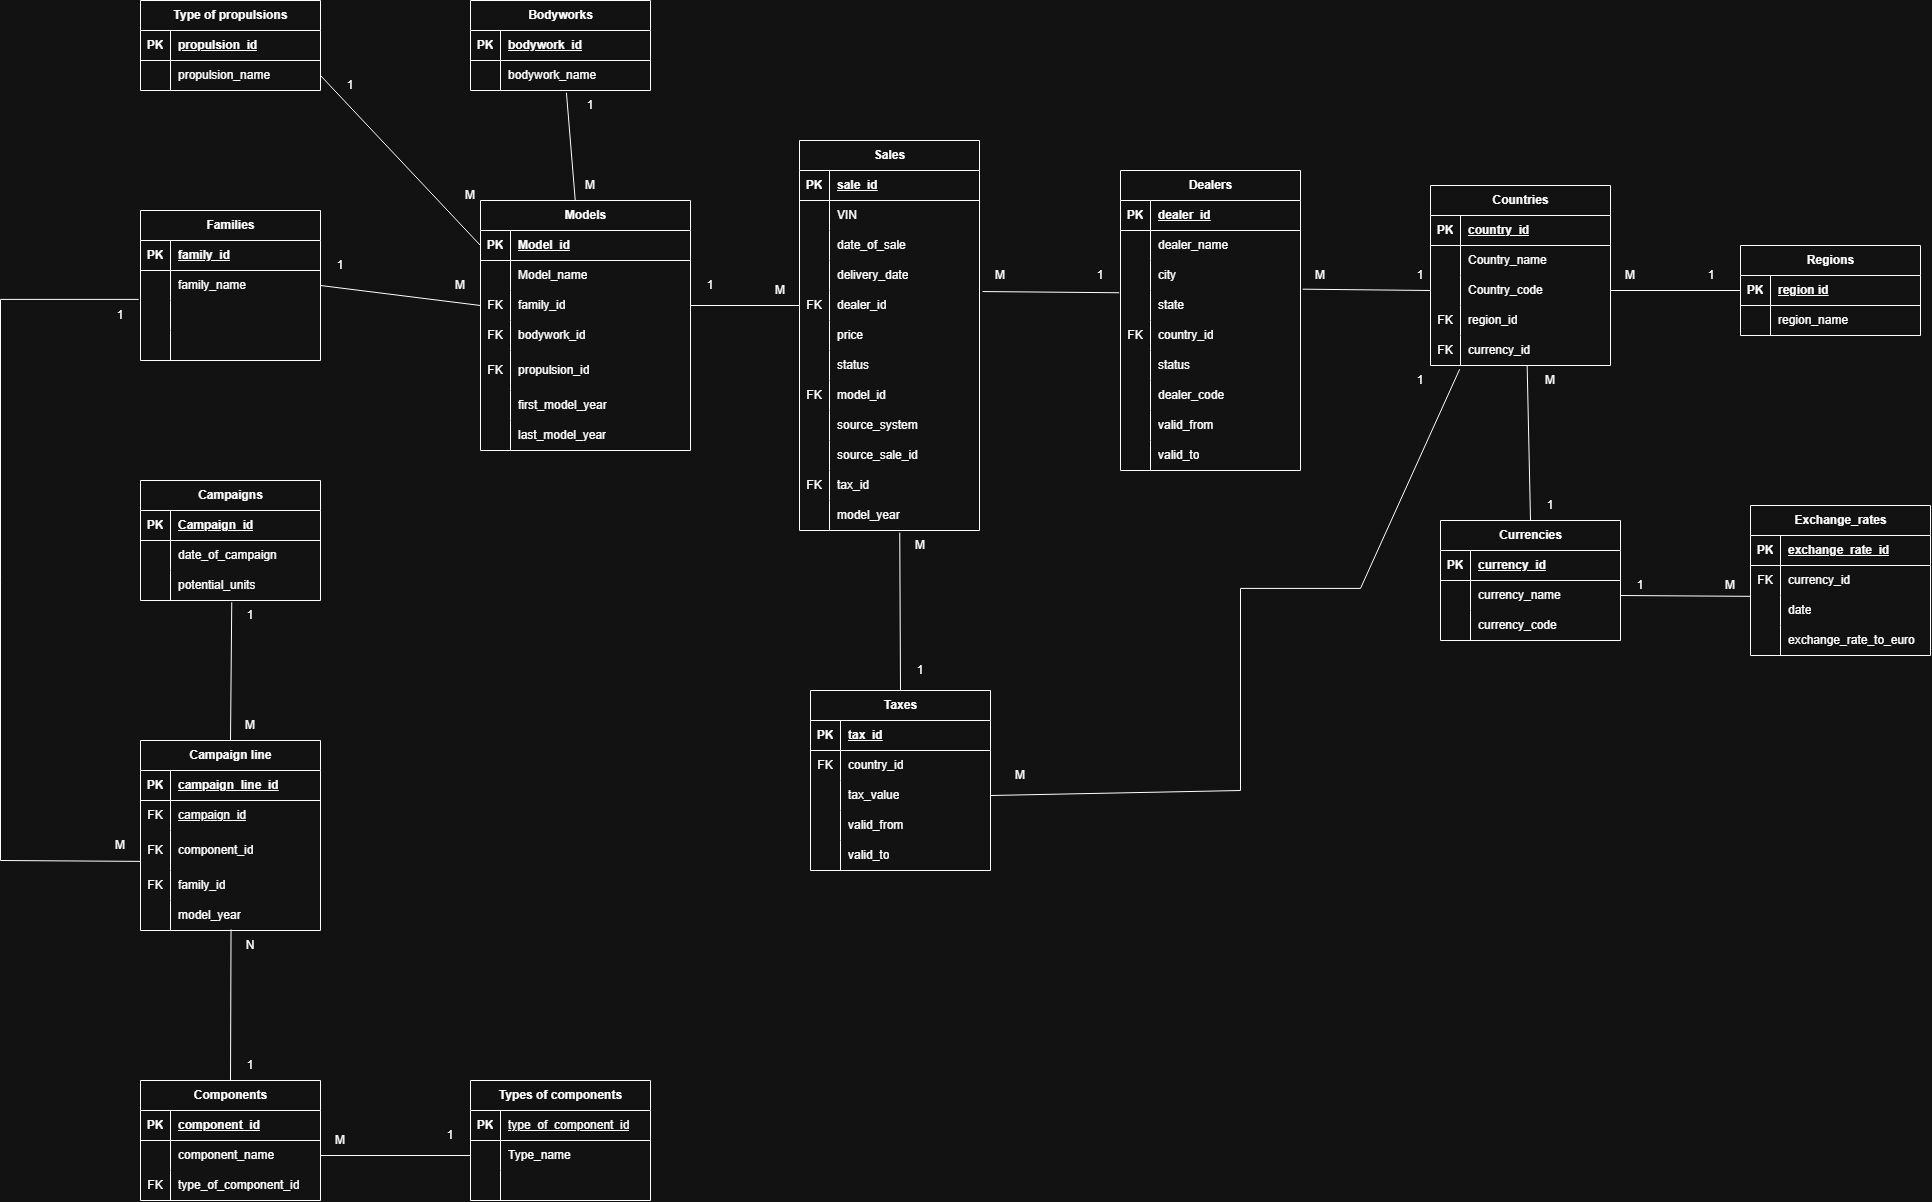 Type of propulsions
PK propulsion_id
propulsion_name
1
M
Bodyworks
PK bodywork_id
bodywork_name
1
M
Families
PK family_id
family_name
1
M
1
Models
PK Model_id
Model_name
FK family_id
FK bodywork_id
FK propulsion_id
first_model_year
last_model_year
1
M
Sales
PK sale_id
VIN
date_of_sale
delivery_date
FK dealer_id
price
status
FK model_id
source_system
source_sale_id
FK tax_id
model_year
M
1
M
1
Dealers
PK dealer_id
dealer_name
city
state
FK country_id
status
dealer_code
valid_from
valid_to
M
1
Countries
PK country_id
Country_name
Country_code
FK region_id
FK currency_id
M
1
1
M
1
Regions
PK region id
region_name
Currencies
PK currency_id
currency_name
currency_code
1
M
Exchange_rates
PK exchange_rate_id
FK currency_id
date
exchange_rate_to_euro
Taxes
PK tax_id
FK country_id
tax_value
valid_from
valid_to
M
Campaigns
PK Campaign_id
date_of_campaign
potential_units
1
M
Campaign line
PK campaign_line_id
FK campaign_id
FK component_id
FK family_id
model_year
M
N
1
Components
PK component_id
component_name
FK type_of_component_id
M
1
Types of components
PK type_of_component_id
Type_name